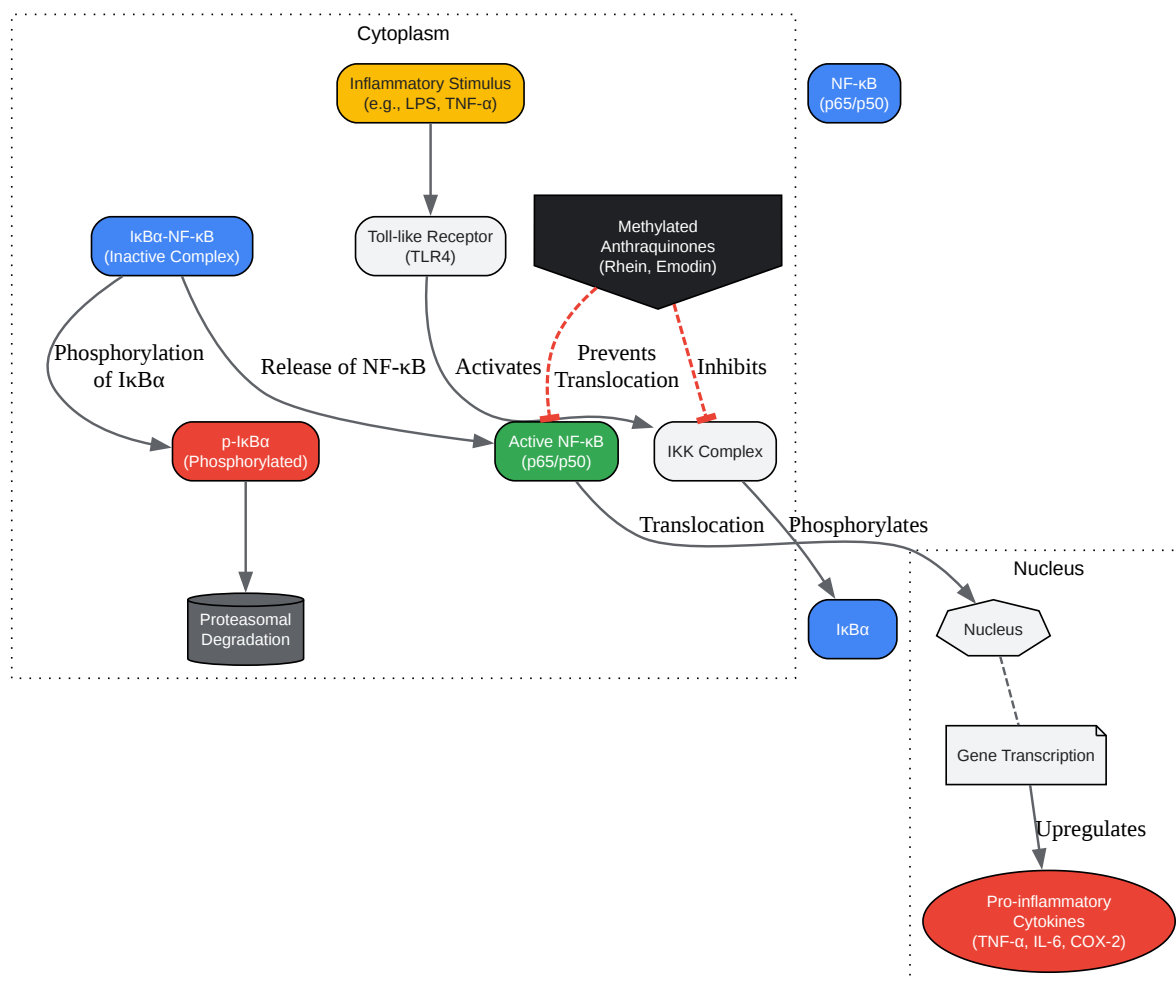 Cytoplasm
Inflammatory Stimulus
(e.g., LPS, TNF-α)
NF-κB
(p65/p50)
IκBα-NF-κB
(Inactive Complex)
Toll-like Receptor
(TLR4)
Methylated
Anthraquinones
(Rhein, Emodin)
Phosphorylation
of IκBα
Release of NF-κB
Activates
Prevents
Translocation
Inhibits
p-IκBα
(Phosphorylated)
Active NF-κB
(p65/p50)
IKK Complex
Translocation
Phosphorylates
Nucleus
Proteasomal
Degradation
IκBα
Nucleus
Gene Transcription
Upregulates
Pro-inflammatory
Cytokines
(TNF-α, IL-6, COX-2)